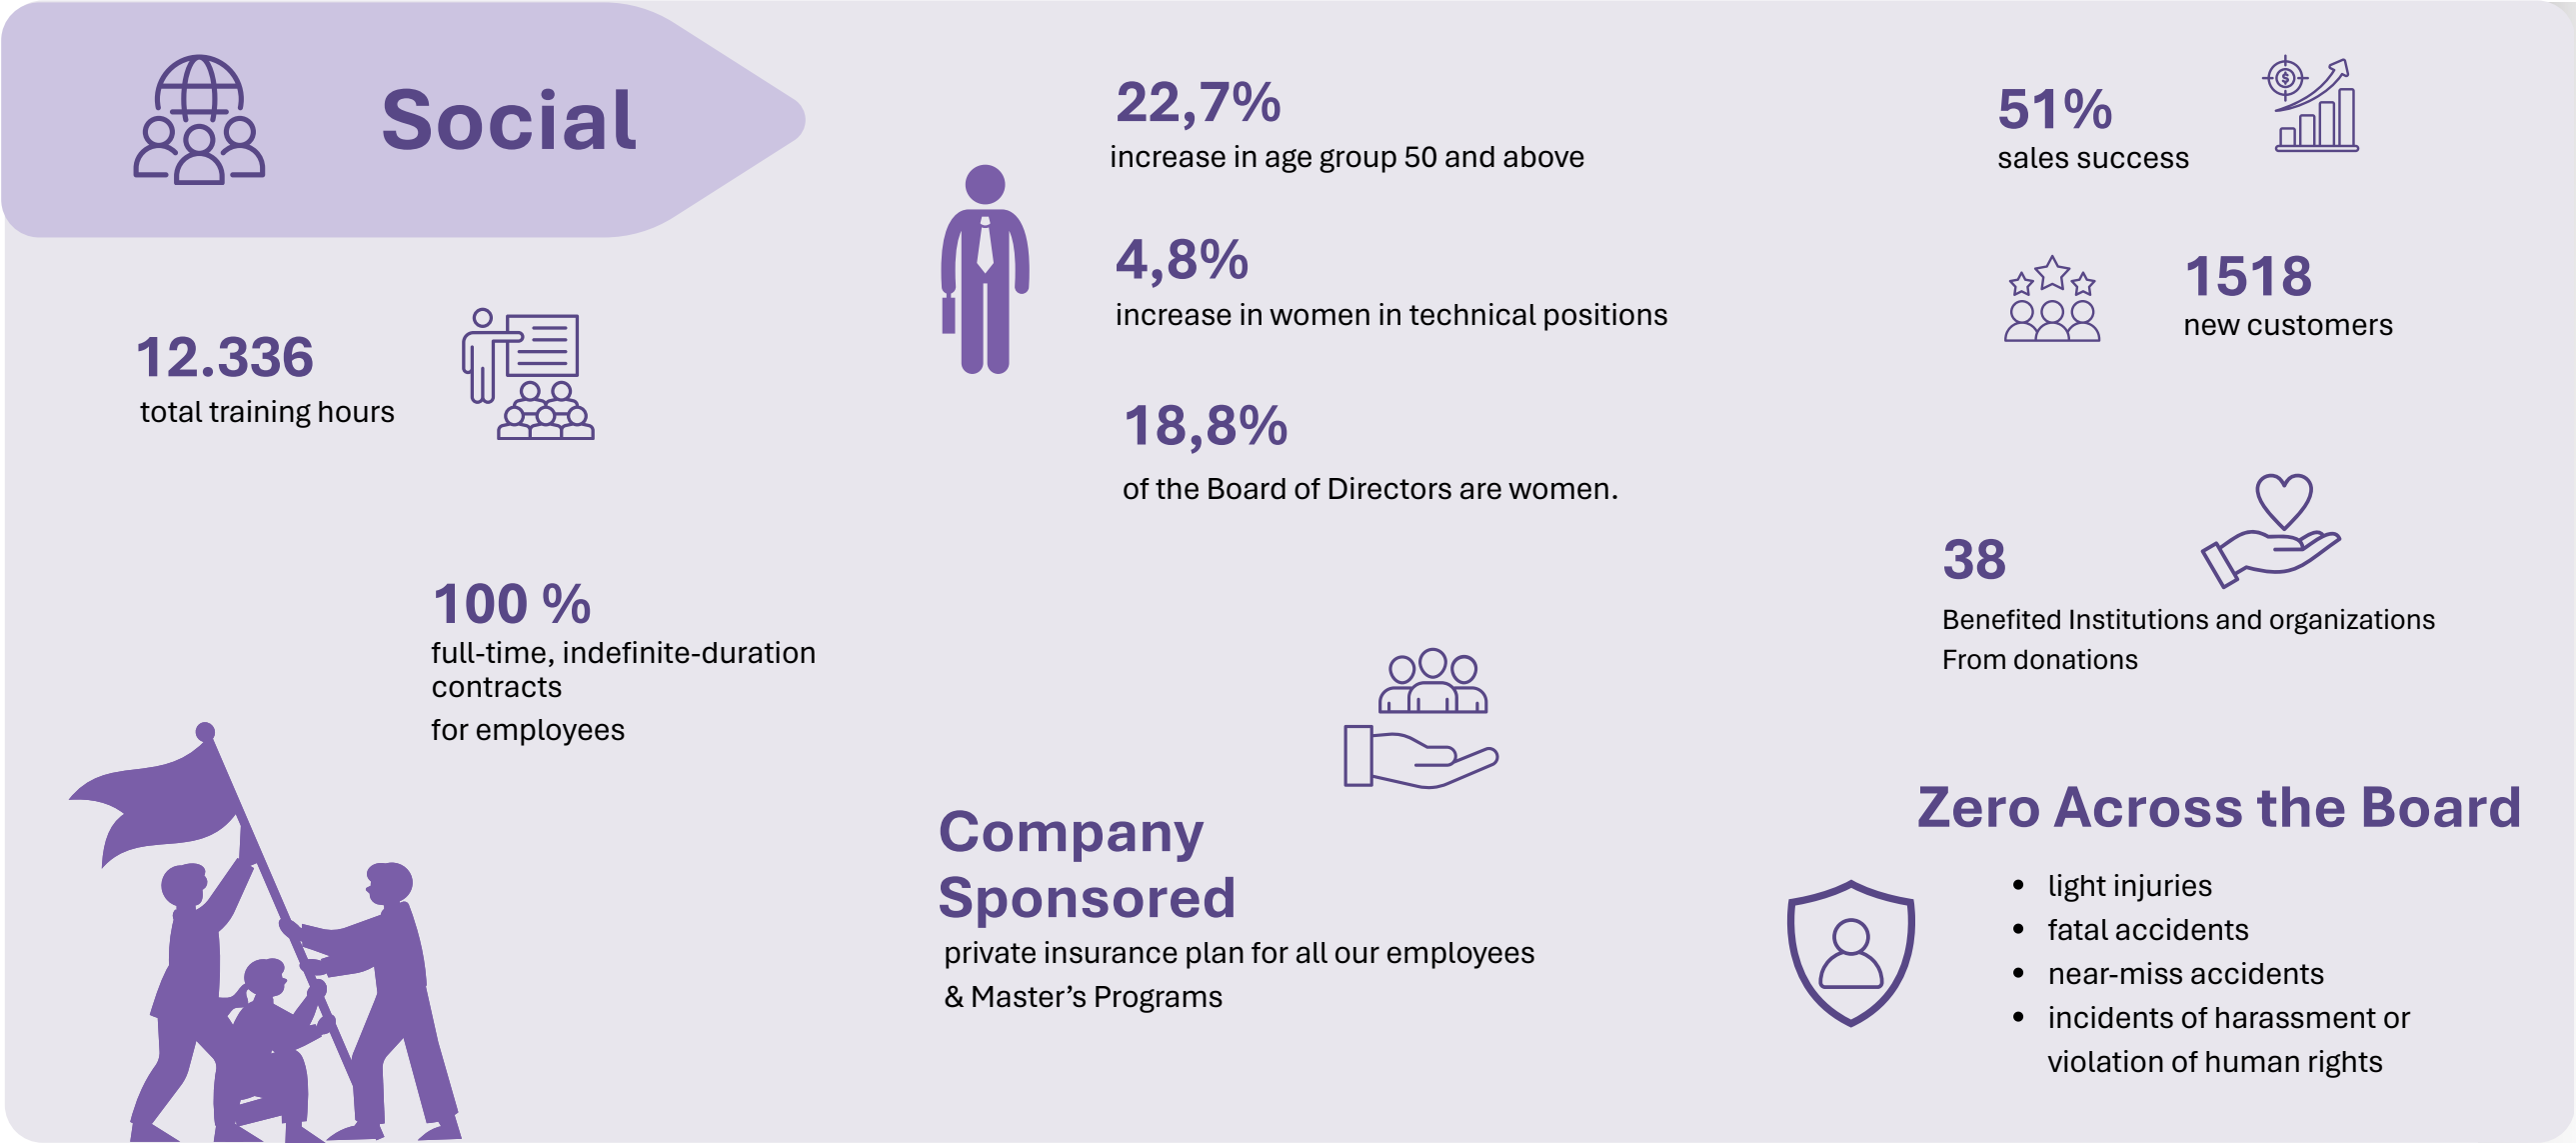 Social
12.336
total training hours
100 %
full-time, indefinite-duration
contracts
for employees
22,7%
increase in age group 50 and above
4,8%
increase in women in technical positions
18,8%
of the Board of Directors are women.
Company
Sponsored
private insurance plan for all our employees
& Master’s Programs
51%
sales success
1518
new customers
38
Benefited Institutions and organizations
From donations
Zero Across the Board
• light injuries
• fatal accidents
• near-miss accidents
• incidents of harassment or
violation of human rights